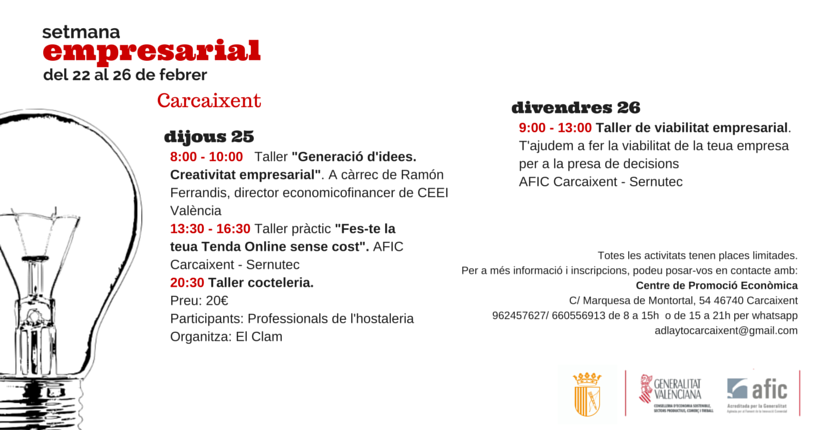 setmana
empresarial
del 22 al 26 de febrer
Carcaixent
dijous 25
8:00 - 10:00 Taller "Generació d'idees.
Creativitat empresarial". A càrrec de Ramón
Ferrandis, director economicofinancer de CEEI
València
13:30 - 16:30 Taller pràctic "Fes-te la
teua Tenda Online sense cost". AFIC
Carcaixent - Sernutec
20:30 Taller cocteleria.
Preu: 20€
Participants: Professionals de l'hostaleria
Organitza: El Clam
divendres 26
9:00 - 13:00 Taller de viabilitat empresarial.
T'ajudem a fer la viabilitat de la teua empresa
per a la presa de decisions
AFIC Carcaixent - Sernutec
Totes les activitats tenen places limitades.
Per a més informació i inscripcions, podeu posar-vos en contacte amb:
Centre de Promoció Econòmica
C/ Marquesa de Montortal, 54 46740 Carcaixent
962457627/ 660556913 de 8 a 15h o de 15 a 21h per whatsapp
adlaytocarcaixent@gmail.com
GENERALITAT
VALENCIANA
afic
Acreditada per la Generalitat